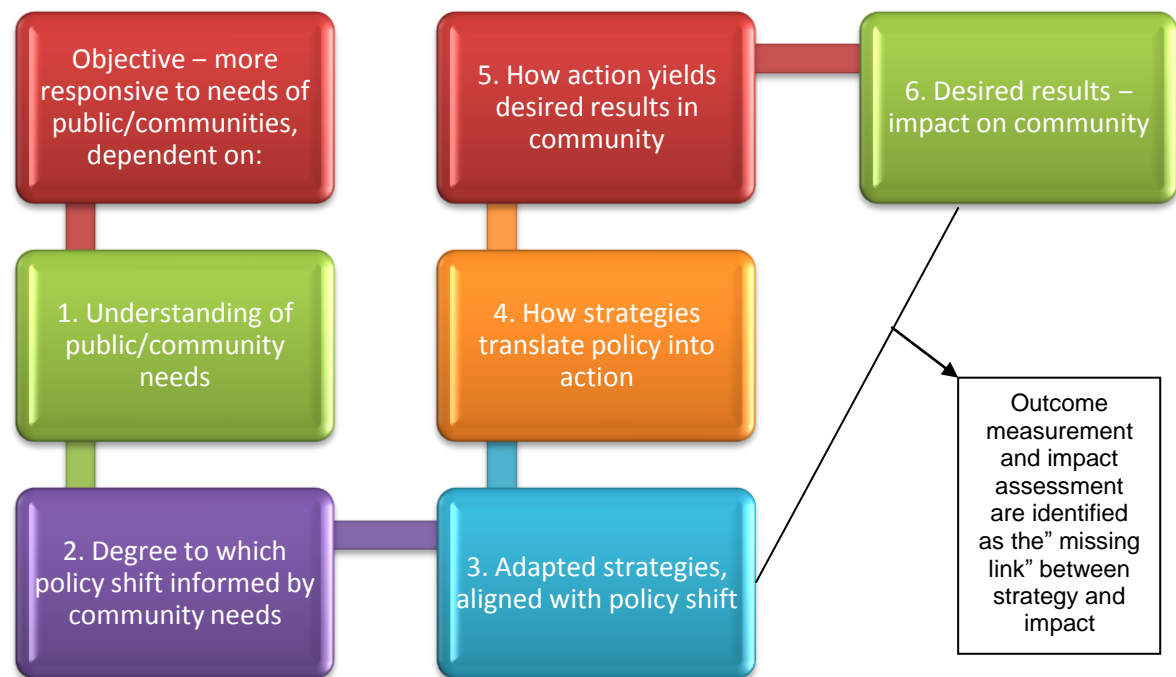 Objective – more
responsive to needs of
public/communities,
dependent on:
1. Understanding of
public/community
needs
2. Degree to which
policy shift informed by
community needs
3. Adapted strategies,
aligned with policy shift
4. How strategies
translate policy into
action
5. How action yields
desired results in
community
6. Desired results –
impact on community
Outcome
measurement
and impact
assessment
are identified
as the” missing
link” between
strategy and
impact